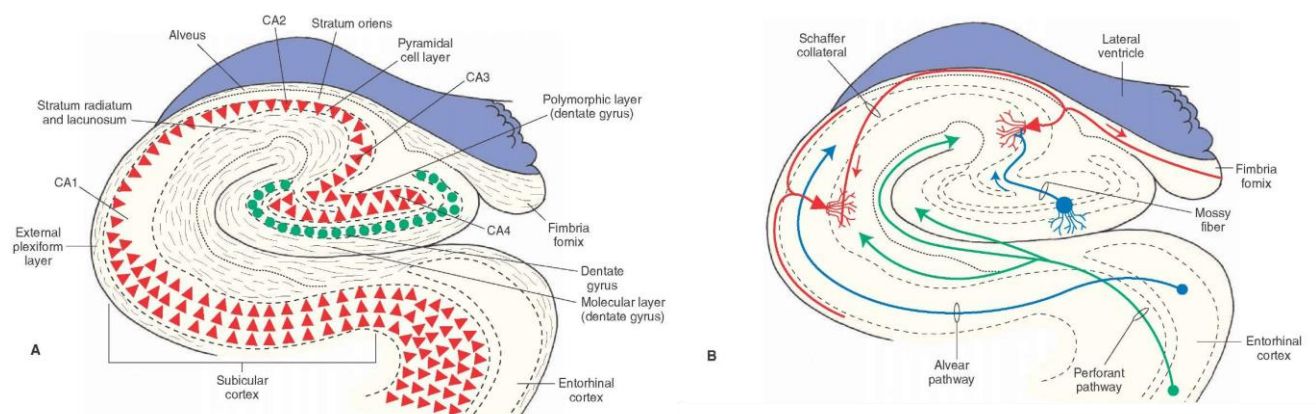 CA2
Stratum oriens
Alveus
Pyramidal
cell layer
CA3
Stratum radiatum
and lacunosum
Polymorphic layer
(dentate gyrus)
CA1
External
plexiform
layer
CA4
Fimbria
fornix
Dentate
gyrus
Molecular layer
(dentate gyrus)
A
Subicular
cortex
Entorhinal
cortex
Schaffer
collateral
Lateral
ventricle
Fimbria
fornix
Mossy
fiber
B
Alvear
pathway
Perforant
pathway
Entorhinal
cortex